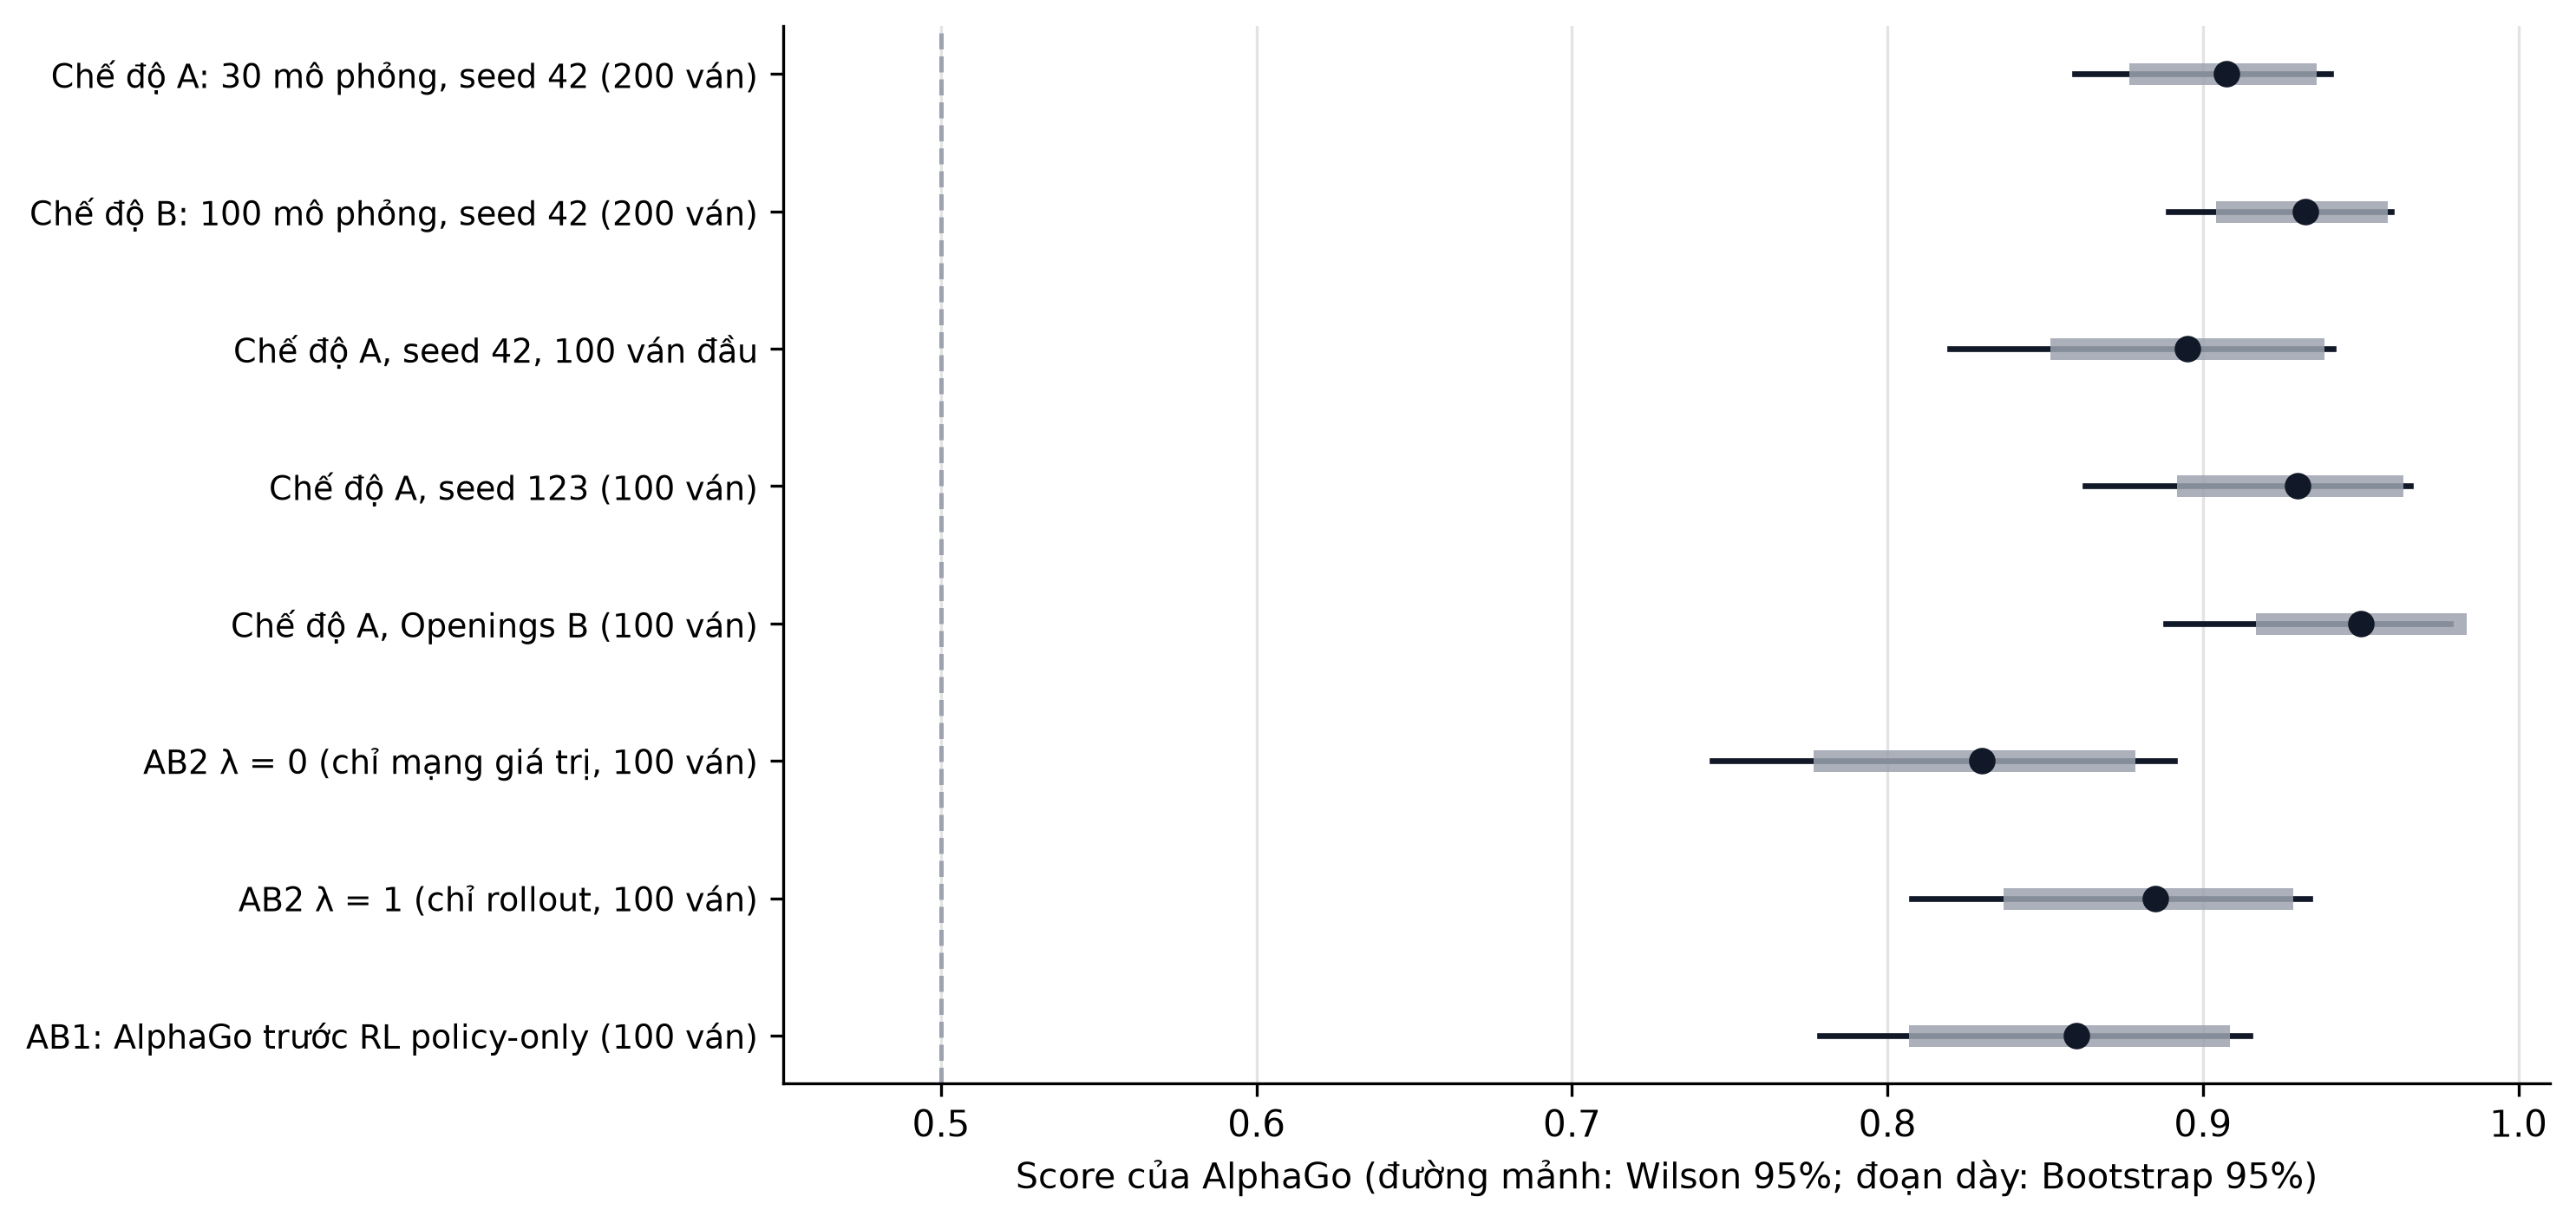 Chế độ A: 30 mô phỏng, seed 42 (200 ván)
Chế độ B: 100 mô phỏng, seed 42 (200 ván)
Chế độ A, seed 42, 100 ván đầu
Chế độ A, seed 123 (100 ván)
Chế độ A, Openings B (100 ván)
AB2 λ = 0 (chỉ mạng giá trị, 100 ván)
AB2 λ = 1 (chỉ rollout, 100 ván)
AB1: AlphaGo trước RL policy-only (100 ván)
0.5 0.6 0.7 0.8 0.9 1.0
Score của AlphaGo (đường mảnh: Wilson 95%; đoạn dày: Bootstrap 95%)